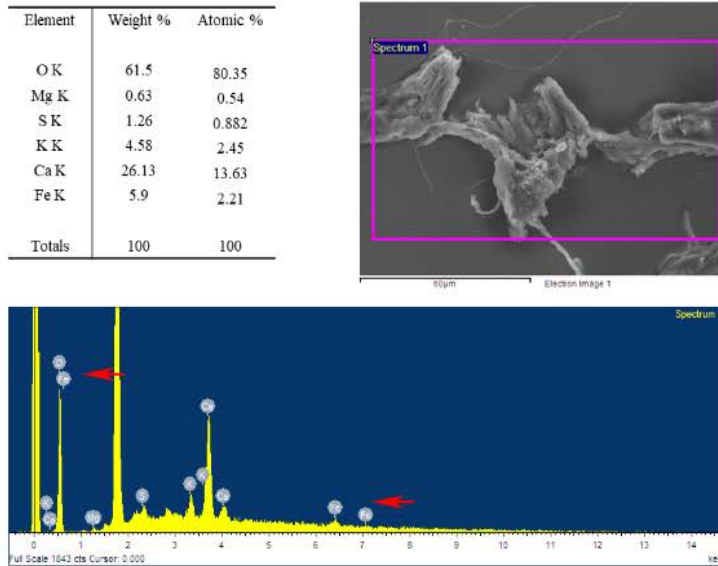 Element Weight % Atomic %
O K 61.5 80.35
Mg K 0.63 0.54
S K 1.26 0.882
K K 4.58 2.45
Ca K 26.13 13.63
Fe K 5.9 2.21
Totals 100 100
Spectrum 1
60µm Electron Image 1
Spectrum
O
Fe
Ca
K
K
Ca
Mg
S
K
Ca
Fe
Fe
0 1 2 3 4 5 6 7 8 9 10 11 12 13 14
Full Scale 1843 cts Cursor: 0.000 ke